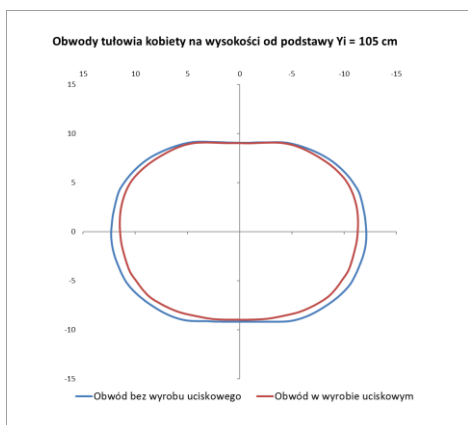 Obwody tułowia kobiety na wysokości od podstawy Yi = 105 cm
15 10 5 0 -5 -10 -15
15
10
5
0
-5
-10
-15
Obwód bez wyrobu uciskowego Obwód w wyrobie uciskowym